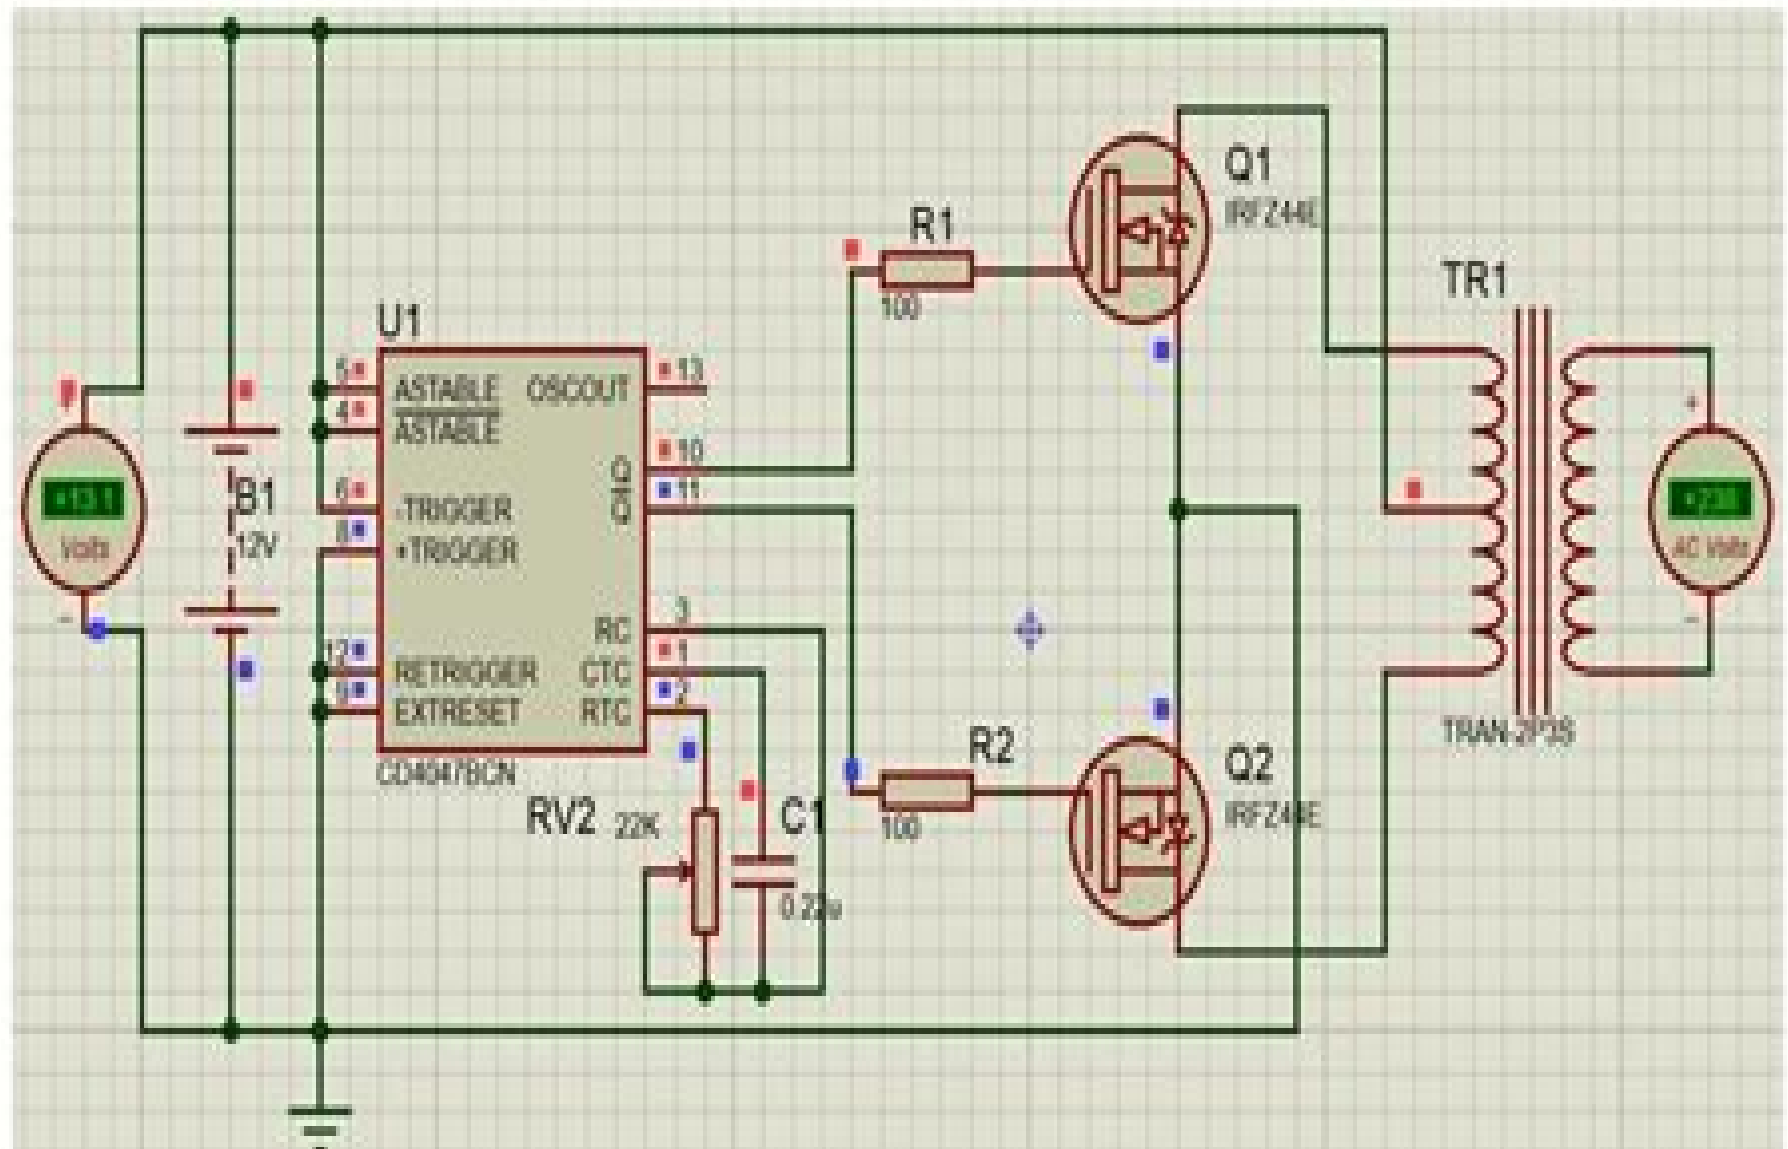 Q1
IRFZ44E
R1
100
TR1
U1
5
ASTABLE
OSCOUT
13
4
ASTABLE
10
Q
11
Q
6
-TRIGGER
8
+TRIGGER
3
RC
12
RETRIGGER
CTC
1
9
EXTRESET
RTC
2
CD4047BCN
Volts
-
B1
12V
+
AC Volts
-
TRAN-2P3S
R2
100
Q2
IRFZ44E
RV2
22K
C1
0.22u